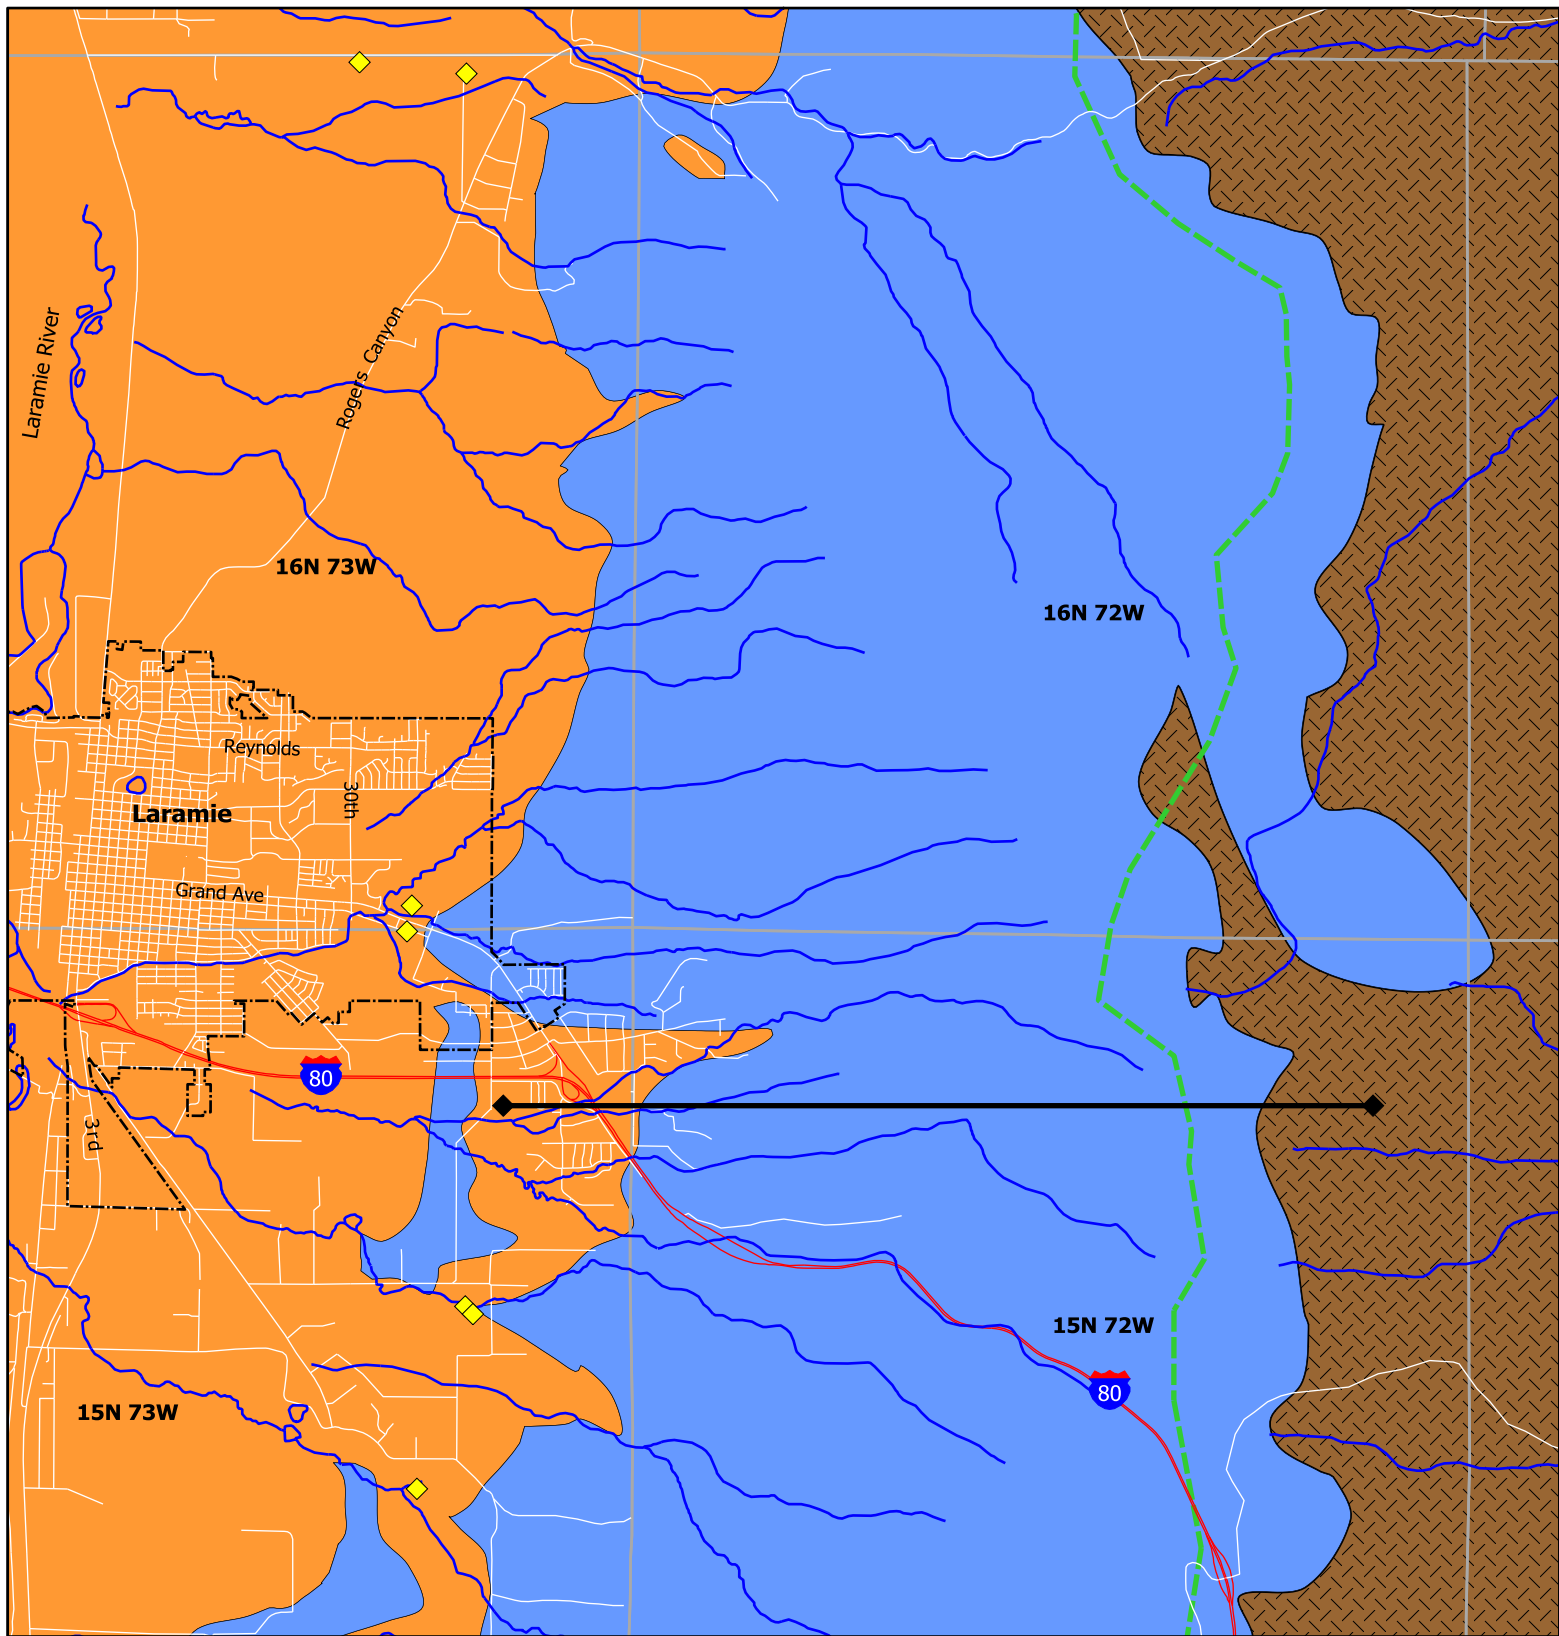 Laramie River
Rogers Canyon
16N 73W
16N 72W
Reynolds
30th
Laramie
Grand Ave
80
3rd
15N 72W
80
15N 73W